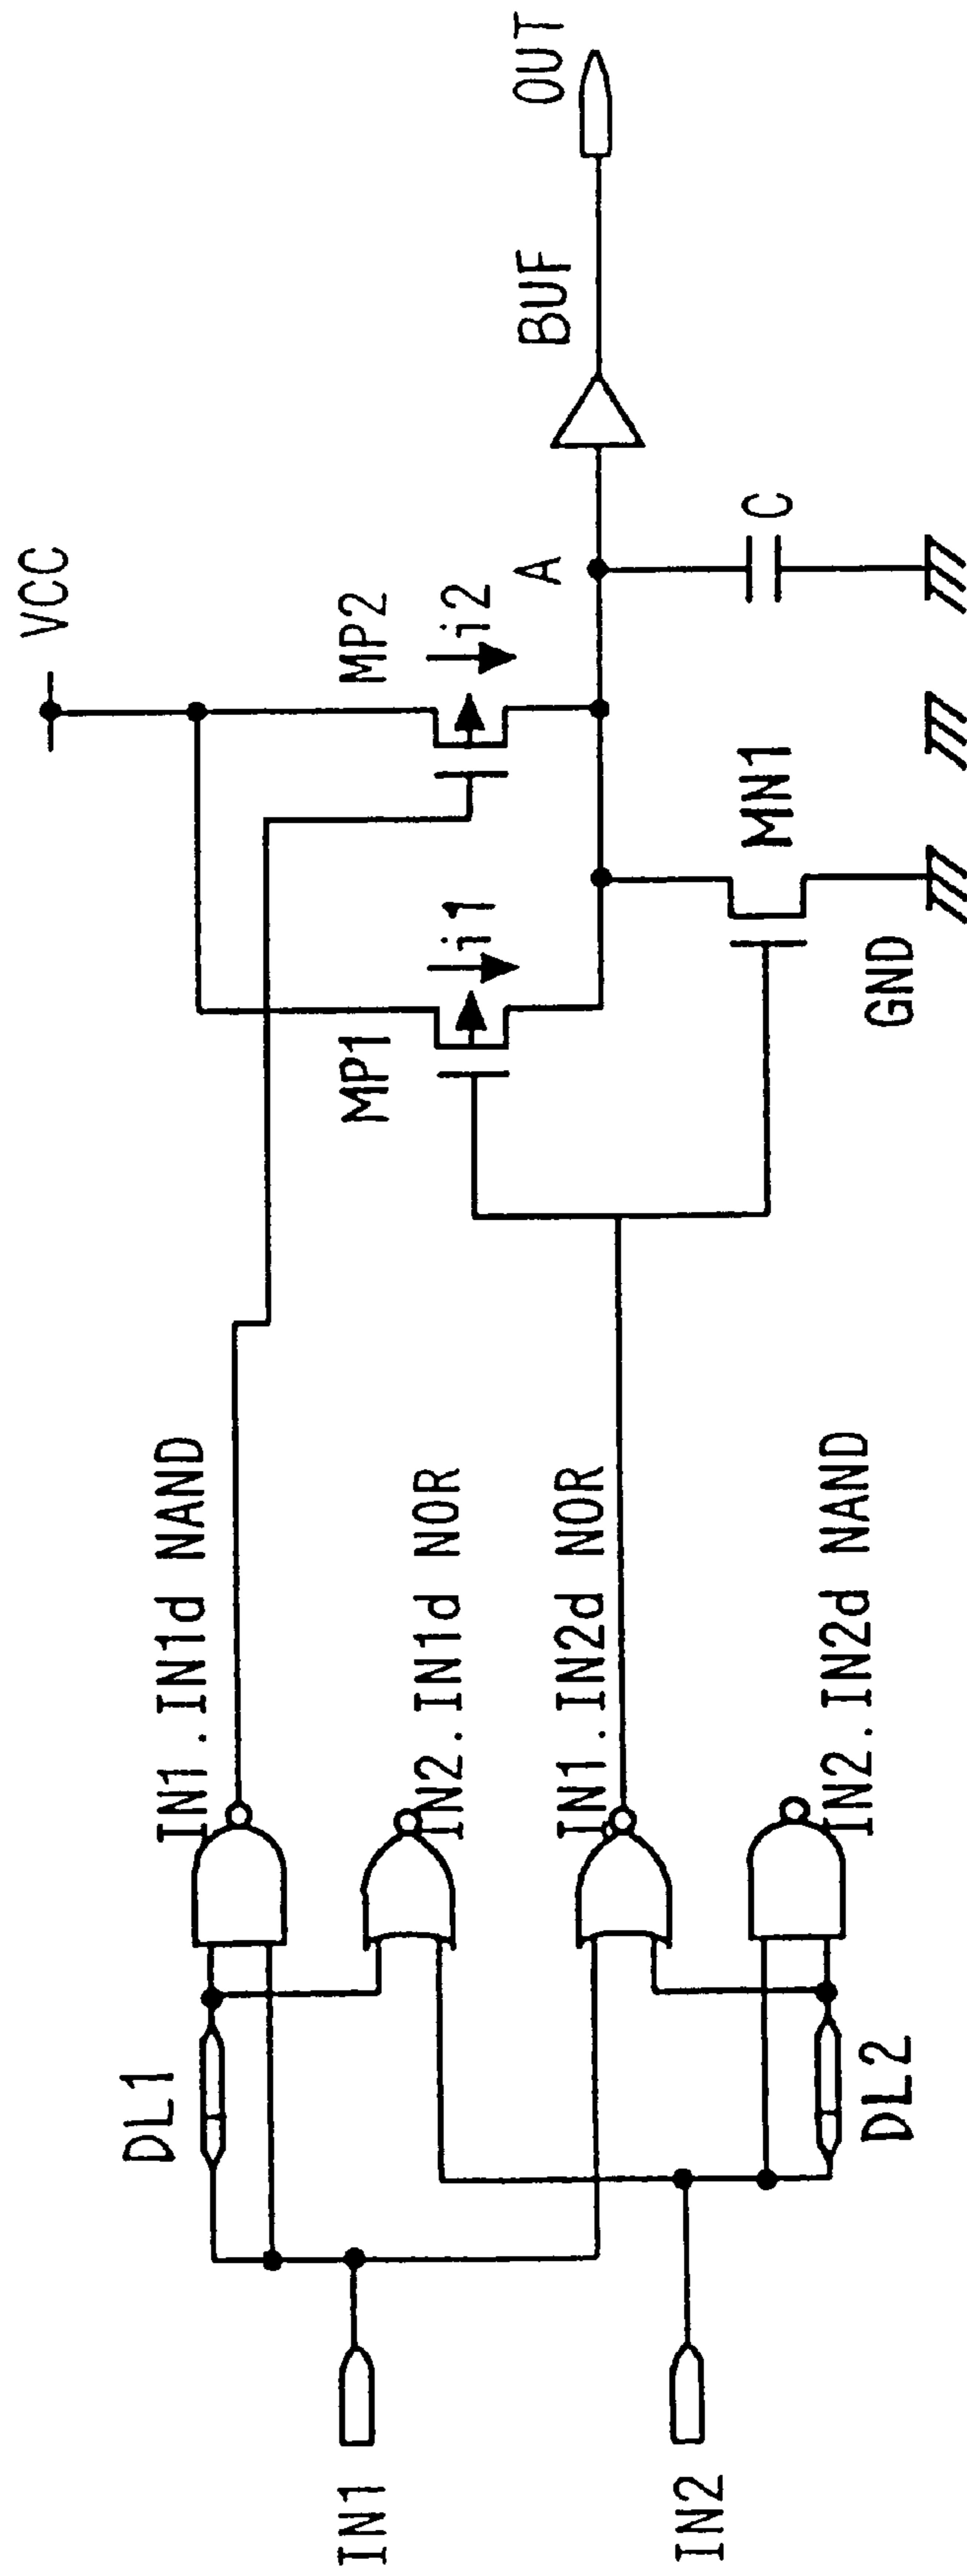 VCC
MP2
i2
MP1
i1
A
BUF
OUT
C
MN1
GND
IN1.IN1d NAND
IN2.IN1d NOR
IN1.IN2d NOR
IN2.IN2d NAND
DL1
DL2
IN1
IN2